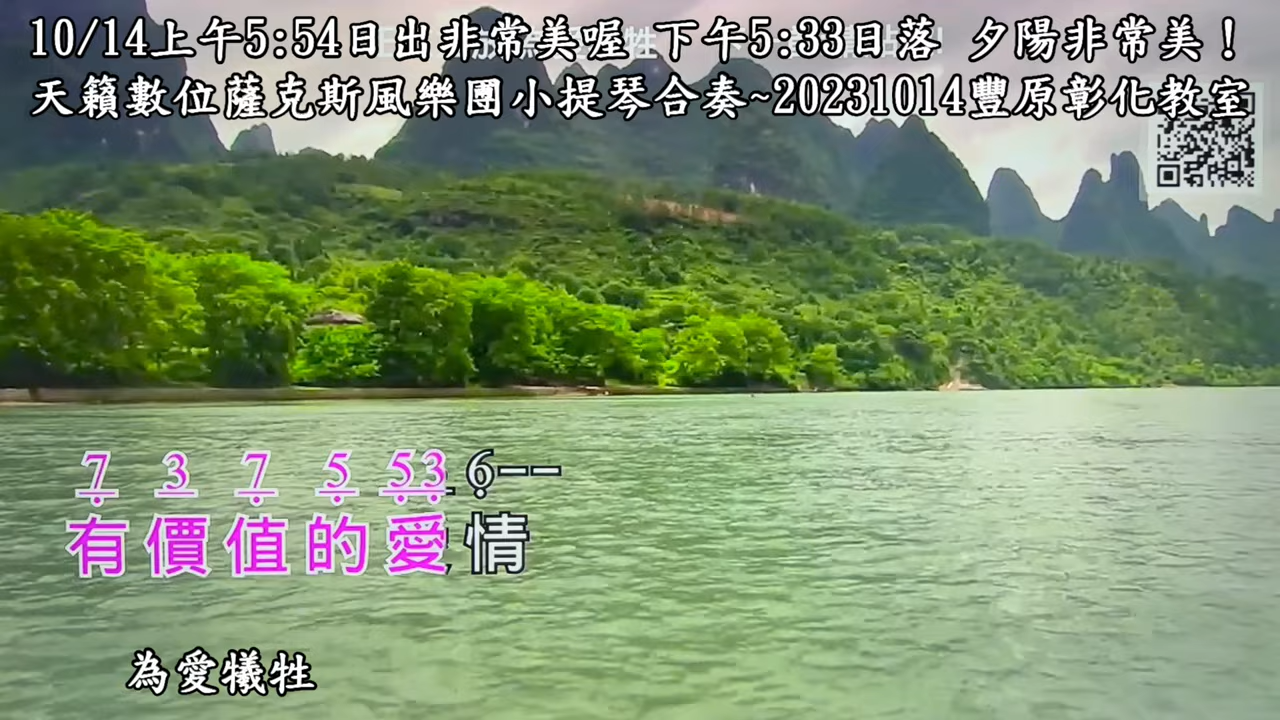 10/14上午5:54日出非常美喔 下午5:33日落 夕陽非常美！
天籟數位薩克斯風樂團小提琴合奏~20231014豐原彰化教室
7 3 7 5 53 6--
有價值的愛情
為愛犧牲